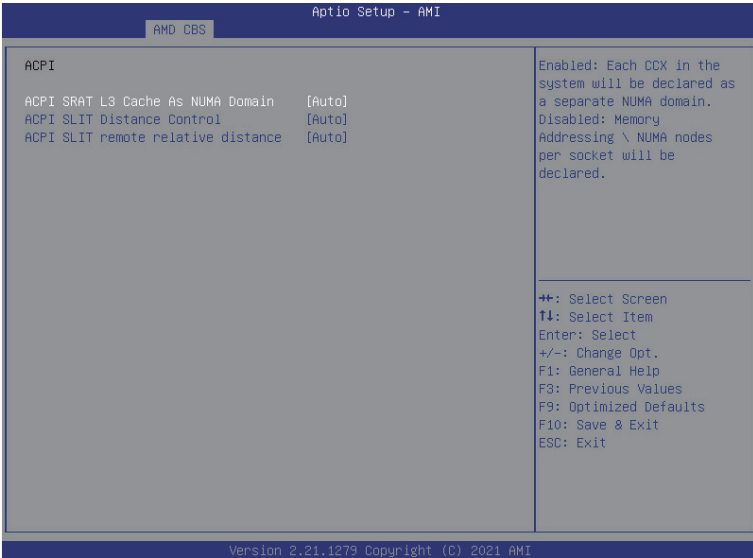 Aptio Setup – AMI
AMD CBS
ACPI
ACPI SRAT L3 Cache As NUMA Domain [Auto]
ACPI SLIT Distance Control [Auto]
ACPI SLIT remote relative distance [Auto]
Enabled: Each CCX in the
system will be declared as
a separate NUMA domain.
Disabled: Memory
Addressing \ NUMA nodes
per socket will be
declared.
→←: Select Screen
↑↓: Select Item
Enter: Select
+/-: Change Opt.
F1: General Help
F3: Previous Values
F9: Optimized Defaults
F10: Save & Exit
ESC: Exit
Version 2.21.1279 Copyright (C) 2021 AMI